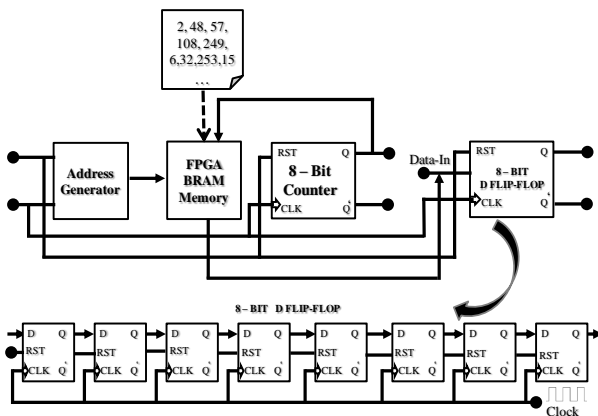 2, 48, 57,
108, 249,
6,32,253,15
...
Address
Generator
FPGA
BRAM
Memory
RST Q
8 – Bit
Counter
CLK Q`
Data-In
RST Q
8 – BIT
D FLIP-FLOP
CLK Q`
8 – BIT D FLIP-FLOP
D Q D Q D Q D Q D Q D Q D Q D Q
RST RST RST RST RST RST RST RST
CLK Q` CLK Q` CLK Q` CLK Q` CLK Q` CLK Q` CLK Q` CLK Q`
Clock